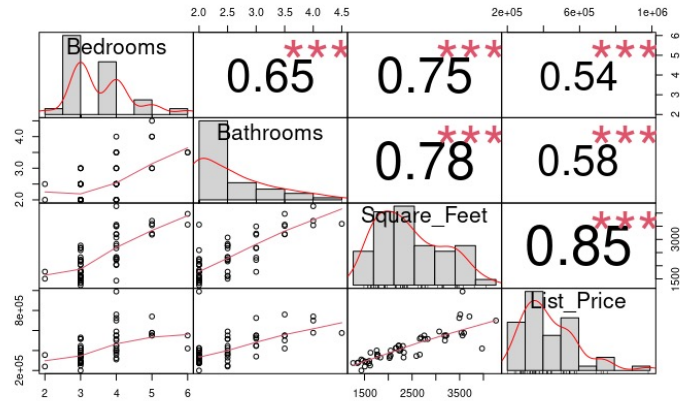 2.0 2.5 3.0 3.5 4.0 4.5
2e+05 6e+05 1e+06
Bedrooms
***
0.65
***
0.75
***
0.54
2 3 4 5 6
2.0 3.0 4.0
Bathrooms
***
0.78
***
0.58
Square_Feet
***
0.85
1500 3000
2e+05 8e+05
List_Price
2 3 4 5 6
1500 2500 3500